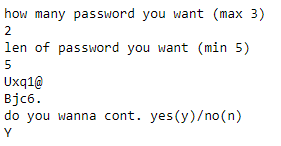 how many password you want (max 3)
2
len of password you want (min 5)
5
Uxq1@
Bjc6.
do you wanna cont. yes(y)/no(n)
Y